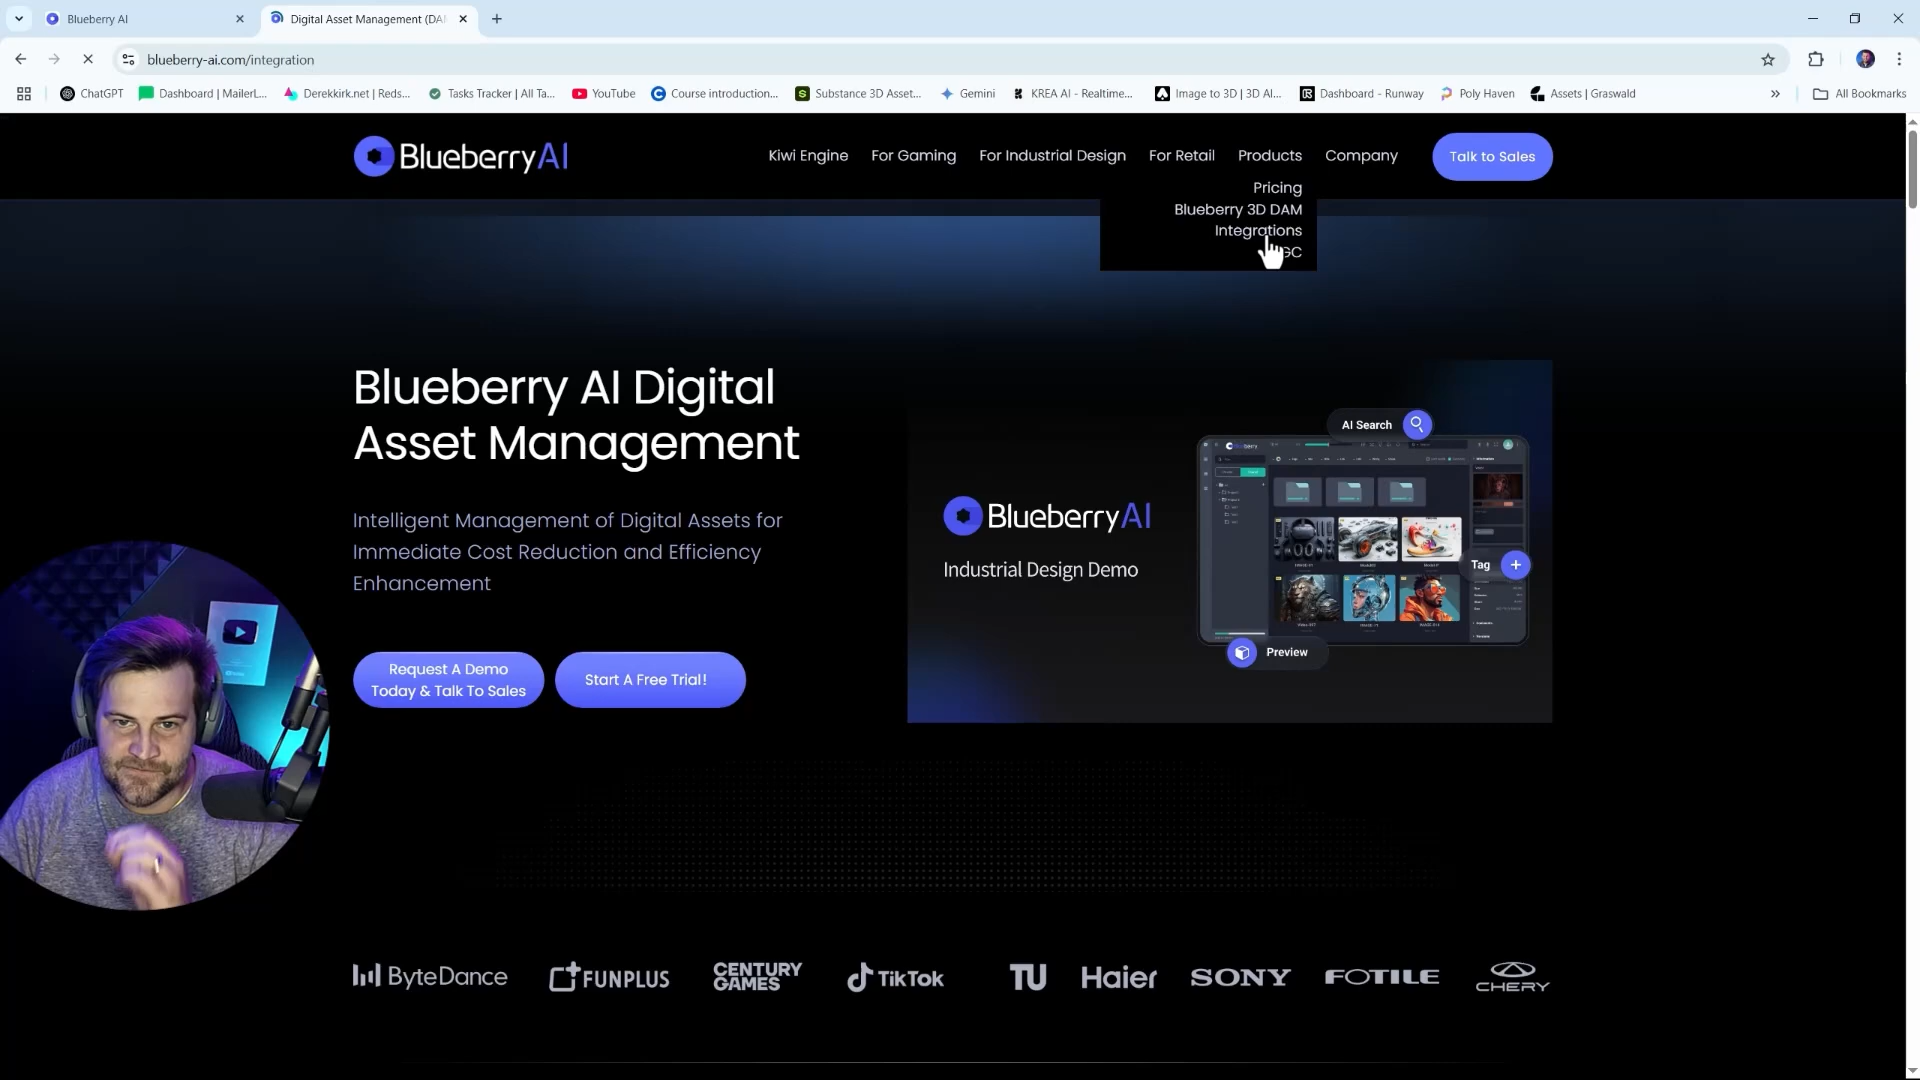 Blueberry AI
Digital Asset Management (DA
blueberry-ai.com/integration
ChatGPT
Dashboard | MailerL...
Derekkirk.net | Reds...
Tasks Tracker | All Ta...
YouTube
Course introduction...
Substance 3D Asset...
Gemini
KREA AI - Realtime...
Image to 3D | 3D AI...
Dashboard - Runway
Poly Haven
Assets | Graswald
All Bookmarks
BlueberryAI
Kiwi Engine
For Gaming
For Industrial Design
For Retail
Products
Company
Talk to Sales
Pricing
Blueberry 3D DAM
Integrations
GC
Blueberry AI Digital
Asset Management
Intelligent Management of Digital Assets for
Immediate Cost Reduction and Efficiency
Enhancement
Request A Demo
Today & Talk To Sales
Start A Free Trial!
BlueberryAI
Industrial Design Demo
AI Search
Tag
Preview
ByteDance
FUNPLUS
CENTURY
GAMES
TikTok
TU
Haier
SONY
FOTILE
CHERY